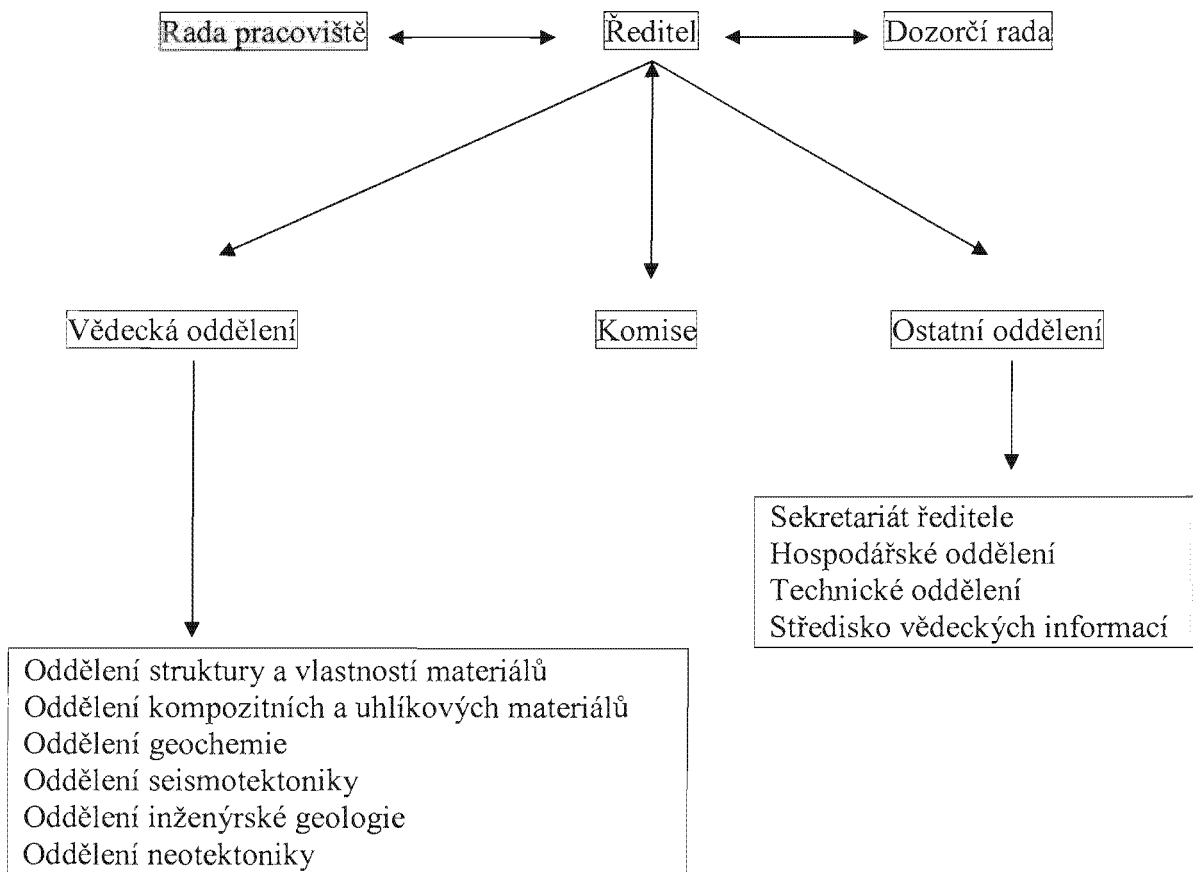 Rada pracoviště
Ředitel
Dozorčí rada
Vědecká oddělení
Komise
Ostatní oddělení
Sekretariát ředitele
Hospodářské oddělení
Technické oddělení
Středisko vědeckých informací
Oddělení struktury a vlastností materiálů
Oddělení kompozitních a uhlíkových materiálů
Oddělení geochemie
Oddělení seismotektoniky
Oddělení inženýrské geologie
Oddělení neotektoniky